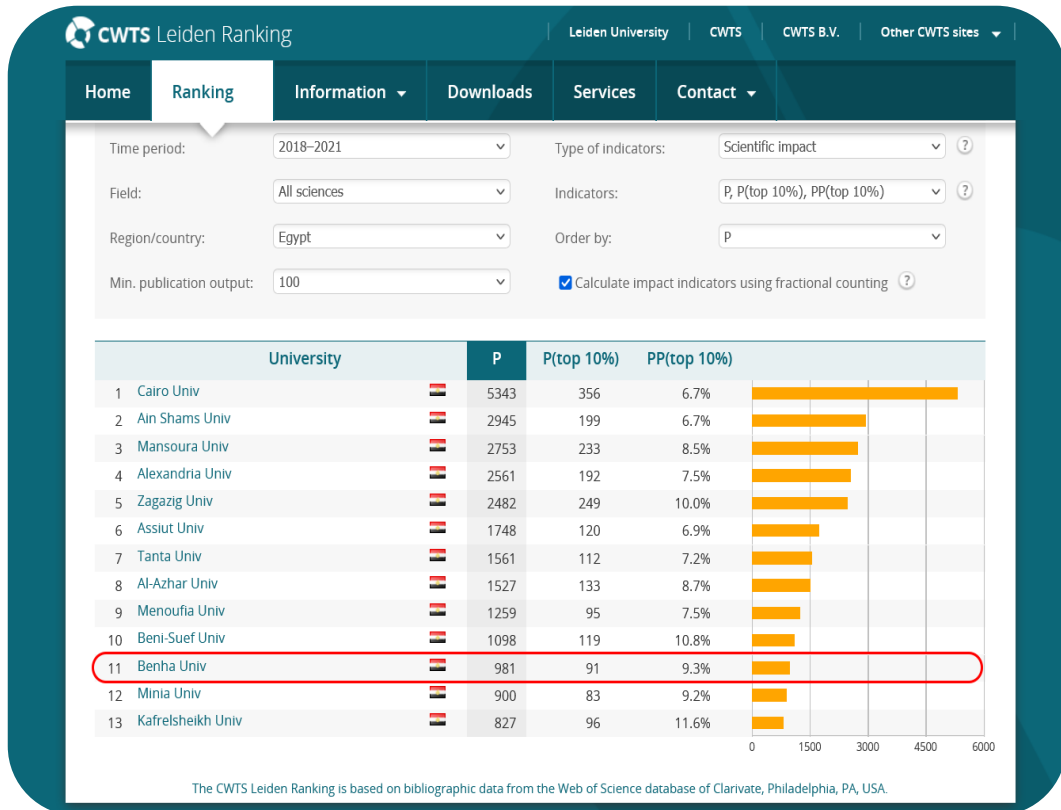 CWTS Leiden Ranking
Leiden University CWTS CWTS B.V. Other CWTS sites
Home Ranking Information Downloads Services Contact
Time period: 2018–2021 Type of indicators: Scientific impact ?
Field: All sciences Indicators: P, P(top 10%), PP(top 10%) ?
Region/country: Egypt Order by: P
Min. publication output: 100 Calculate impact indicators using fractional counting ?
University P P(top 10%) PP(top 10%)
1 Cairo Univ 5343 356 6.7%
2 Ain Shams Univ 2945 199 6.7%
3 Mansoura Univ 2753 233 8.5%
4 Alexandria Univ 2561 192 7.5%
5 Zagazig Univ 2482 249 10.0%
6 Assiut Univ 1748 120 6.9%
7 Tanta Univ 1561 112 7.2%
8 Al-Azhar Univ 1527 133 8.7%
9 Menoufia Univ 1259 95 7.5%
10 Beni-Suef Univ 1098 119 10.8%
11 Benha Univ 981 91 9.3%
12 Minia Univ 900 83 9.2%
13 Kafrelsheikh Univ 827 96 11.6%
0 1500 3000 4500 6000
The CWTS Leiden Ranking is based on bibliographic data from the Web of Science database of Clarivate, Philadelphia, PA, USA.